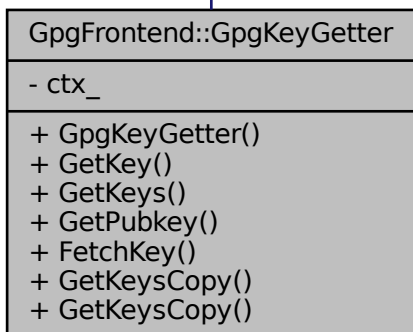 GpgFrontend::GpgKeyGetter
- ctx_
+ GpgKeyGetter()
+ GetKey()
+ GetKeys()
+ GetPubkey()
+ FetchKey()
+ GetKeysCopy()
+ GetKeysCopy()